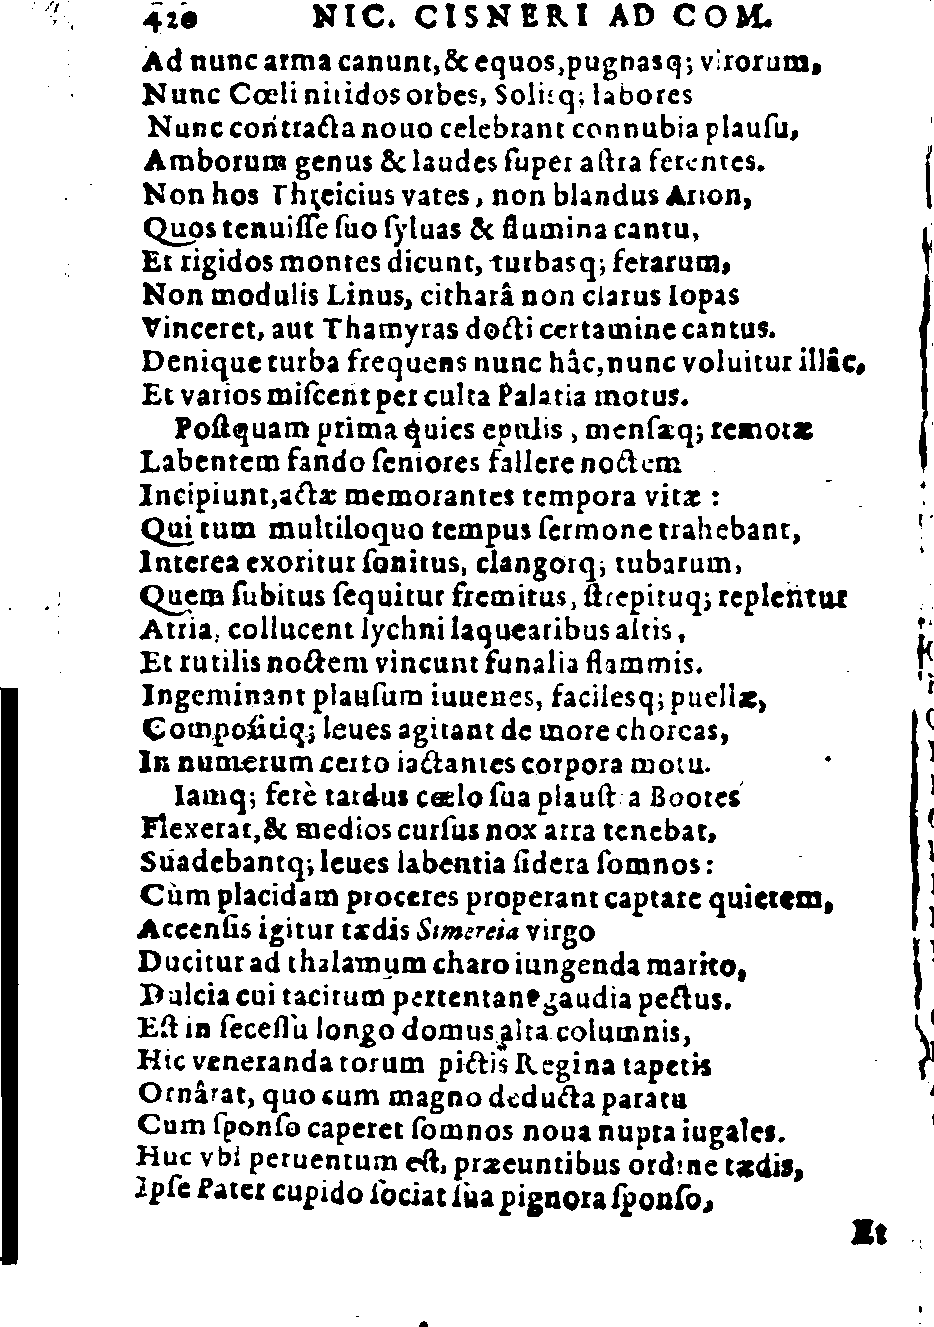 420 NIC. CISNERI AD COM.
Ad nunc arma canunt, & equos, pugnasq; virorum,
Nunc Cœli nitidos orbes, Solisq; labores
Nunc contracta nouo celebrant connubia plauſu,
Amborum genus & laudes ſuper aſtra ferentes.
Non hos Threicius vates, non blandus Arion,
Quos tenuiſſe ſuo ſyluas & flumina cantu,
Et rigidos montes dicunt, turbasq; ferarum,
Non modulis Linus, citharâ non clarus Iopas
Vinceret, aut Thamyras docti certamine cantus.
Denique turba frequens nunc hâc, nunc voluitur illâc,
Et varios miſcent per culta Palatia motus.
Poſtquam prima quies epulis, menſæq; remotæ
Labentem fando ſeniores fallere noctem
Incipiunt, actæ memorantes tempora vitæ :
Qui tum multiloquo tempus ſermone trahebant,
Interea exoritur ſonitus, clangorq; tubarum,
Quem ſubitus ſequitur fremitus, ſtrepituq; replentur
Atria, collucent lychni laquearibus altis,
Et rutilis noctem vincunt funalia flammis.
Ingeminant plauſum iuuenes, facilesq; puellæ,
Compoſitiq; leues agitant de more choreas,
In numerum certo iactantes corpora motu.
Iamq; ferè tardus cœlo ſua plauſtra Bootes
Flexerat, & medios curſus nox atra tenebat,
Suadebantq; leues labentia ſidera ſomnos:
Cùm placidam proceres properant captare quietem,
Accenſis igitur tædis Simereia virgo
Ducitur ad thalamum charo iungenda marito,
Dulcia cui tacitum pertentant gaudia pectus.
Eſt in ſeceſſu longo domus alta columnis,
Hic veneranda torum pictis Regina tapetis
Ornârat, quo cum magno deducta paratu
Cum ſponſo caperet ſomnos noua nupta iugales.
Huc vbi peruentum eſt, præeuntibus ordine tædis,
Ipſe Pater cupido ſociat ſua pignora ſponſo,
Et